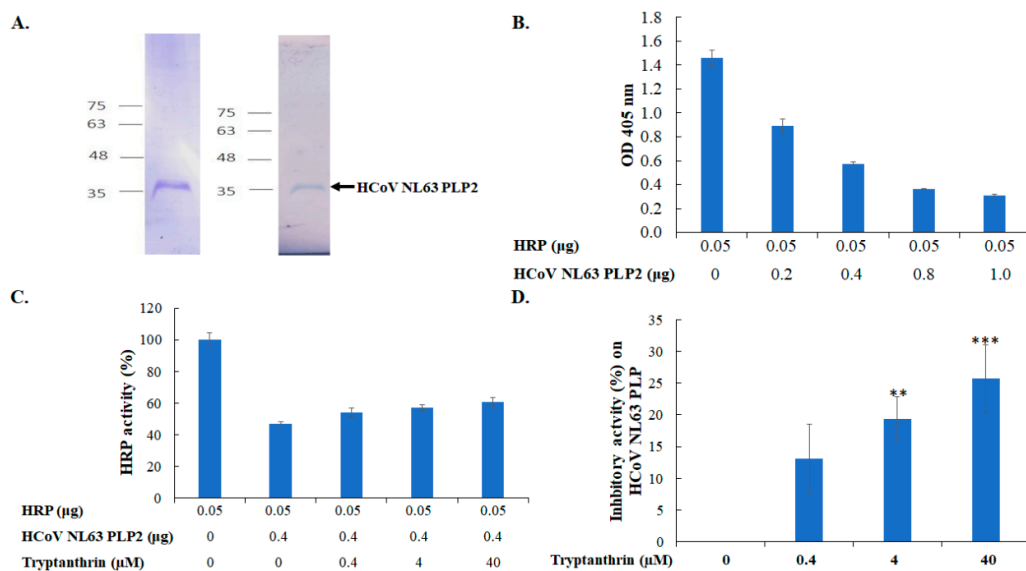 A.
75
63
48
35
75
63
48
35
HCoV NL63 PLP2
B.
OD 405 nm
1.8
1.6
1.4
1.2
1.0
0.8
0.6
0.4
0.2
0.0
HRP (µg) 0.05 0.05 0.05 0.05 0.05
HCoV NL63 PLP2 (µg) 0 0.2 0.4 0.8 1.0
C.
HRP activity (%)
120
100
80
60
40
20
0
HRP (µg) 0.05 0.05 0.05 0.05 0.05
HCoV NL63 PLP2 (µg) 0 0.4 0.4 0.4 0.4
Tryptanthrin (µM) 0 0 0.4 4 40
D.
Inhbitory actvity (%) on
HCoV NL63 PLP
35
30
25
20
15
10
5
0
**
***
Tryptanthrin (µM) 0 0.4 4 40